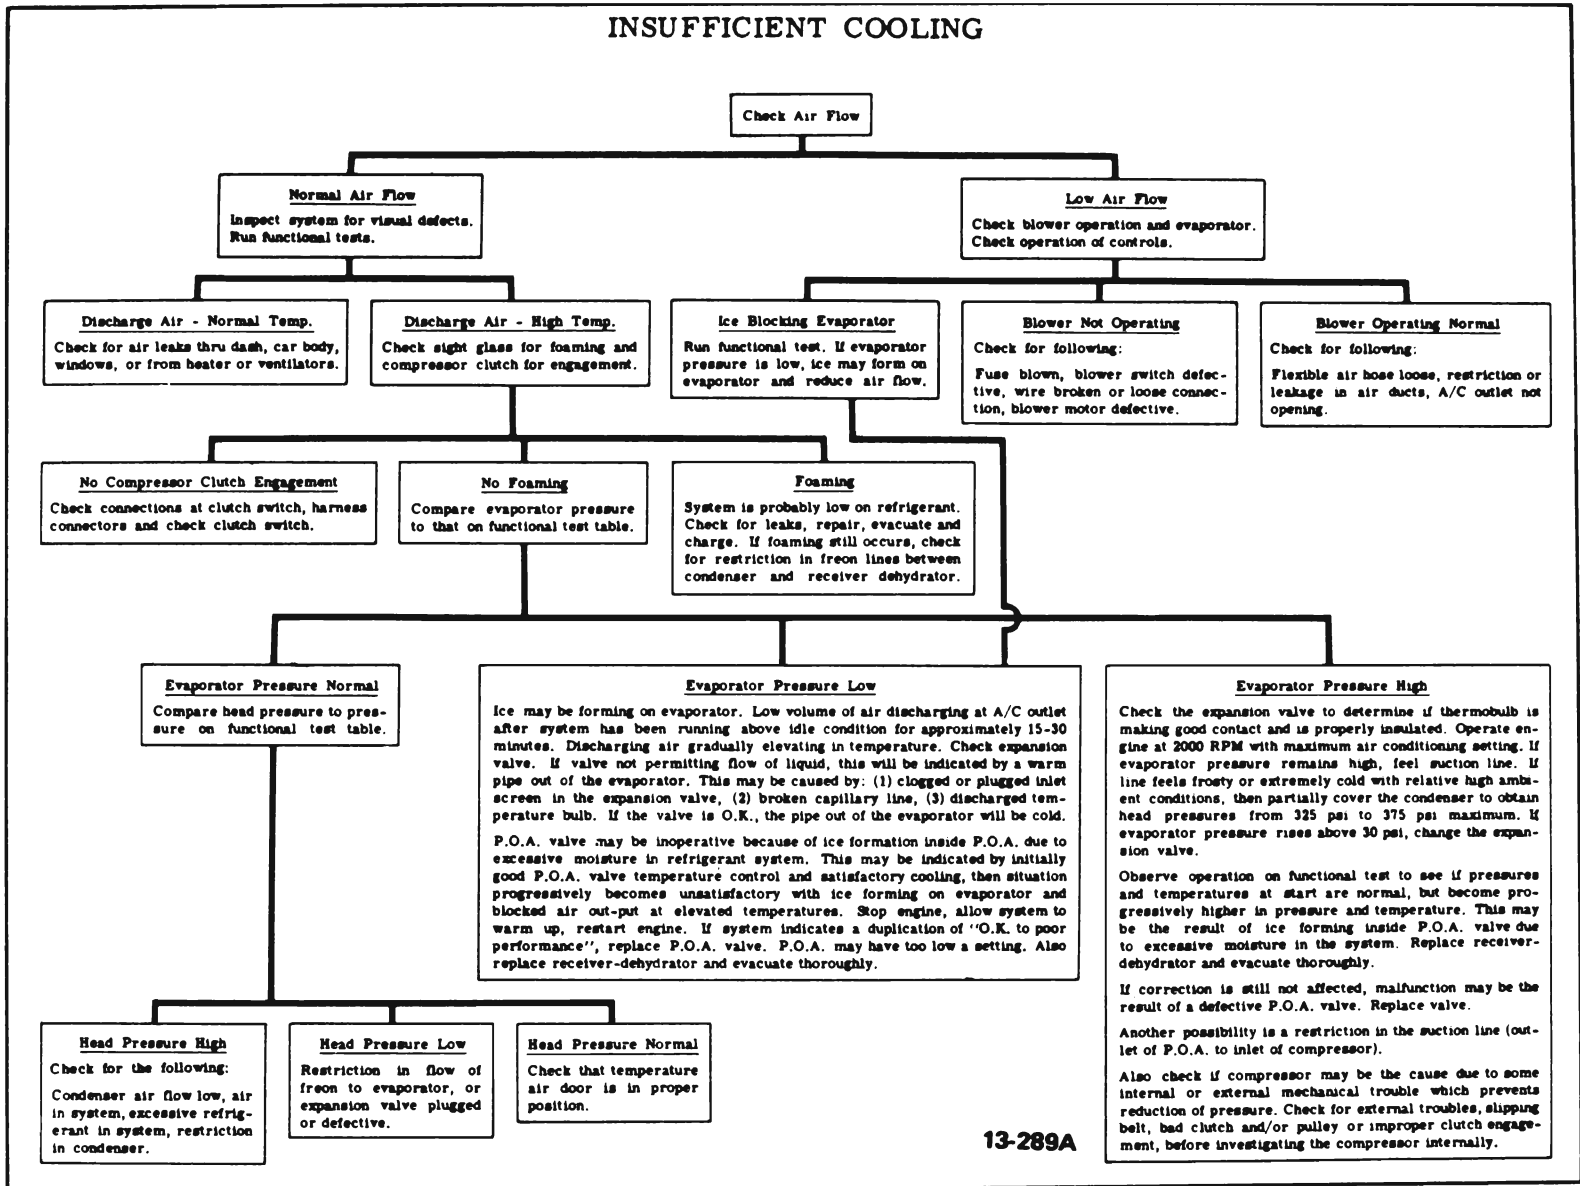 INSUFFICIENT COOLING
Check Air Flow
Normal Air Flow
Inspect system for visual defects.
Run functional tests.
Low Air Flow
Check blower operation and evaporator.
Check operation of controls.
Discharge Air - Normal Temp.
Check for air leaks thru dash, car body,
windows, or from heater or ventilators.
Discharge Air - High Temp.
Check sight glass for foaming and
compressor clutch for engagement.
Ice Blocking Evaporator
Run functional test. If evaporator
pressure is low, ice may form on
evaporator and reduce air flow.
Blower Not Operating
Check for following:
Fuse blown, blower switch defec-
tive, wire broken or loose connec-
tion, blower motor defective.
Blower Operating Normal
Check for following:
Flexible air hose loose, restriction or
leakage in air ducts, A/C outlet not
opening.
No Compressor Clutch Engagement
Check connections at clutch switch, harness
connectors and check clutch switch.
No Foaming
Compare evaporator pressure
to that on functional test table.
Foaming
System is probably low on refrigerant.
Check for leaks, repair, evacuate and
charge. If foaming still occurs, check
for restriction in freon lines between
condenser and receiver dehydrator.
Evaporator Pressure Normal
Compare head pressure to pres-
sure on functional test table.
Evaporator Pressure Low
Ice may be forming on evaporator. Low volume of air discharging at A/C outlet
after system has been running above idle condition for approximately 15-30
minutes. Discharging air gradually elevating in temperature. Check expansion
valve. If valve not permitting flow of liquid, this will be indicated by a warm
pipe out of the evaporator. This may be caused by: (1) clogged or plugged inlet
screen in the expansion valve, (2) broken capillary line, (3) discharged tem-
perature bulb. If the valve is O.K., the pipe out of the evaporator will be cold.
P.O.A. valve may be inoperative because of ice formation inside P.O.A. due to
excessive moisture in refrigerant system. This may be indicated by initially
good P.O.A. valve temperature control and satisfactory cooling, then situation
progressively becomes unsatisfactory with ice forming on evaporator and
blocked air out-put at elevated temperatures. Stop engine, allow system to
warm up, restart engine. If system indicates a duplication of "O.K. to poor
performance", replace P.O.A. valve. P.O.A. may have too low a setting. Also
replace receiver-dehydrator and evacuate thoroughly.
Evaporator Pressure High
Check the expansion valve to determine if thermobulb is
making good contact and is properly insulated. Operate en-
gine at 2000 RPM with maximum air conditioning setting. If
evaporator pressure remains high, feel suction line. If
line feels frosty or extremely cold with relative high ambi-
ent conditions, then partially cover the condenser to obtain
head pressures from 325 psi to 375 psi maximum. If
evaporator pressure rises above 30 psi, change the expan-
sion valve.
Observe operation on functional test to see if pressures
and temperatures at start are normal, but become pro-
gressively higher in pressure and temperature. This may
be the result of ice forming inside P.O.A. valve due
to excessive moisture in the system. Replace receiver-
dehydrator and evacuate thoroughly.
If correction is still not affected, malfunction may be the
result of a defective P.O.A. valve. Replace valve.
Another possibility is a restriction in the suction line (out-
let of P.O.A. to inlet of compressor).
Also check if compressor may be the cause due to some
internal or external mechanical trouble which prevents
reduction of pressure. Check for external troubles, slipping
belt, bad clutch and/or pulley or improper clutch engage-
ment, before investigating the compressor internally.
Head Pressure High
Check for the following:
Condenser air flow low, air
in system, excessive refrig-
erant in system, restriction
in condenser.
Head Pressure Low
Restriction in flow of
freon to evaporator, or
expansion valve plugged
or defective.
Head Pressure Normal
Check that temperature
air door is in proper
position.
13-289A